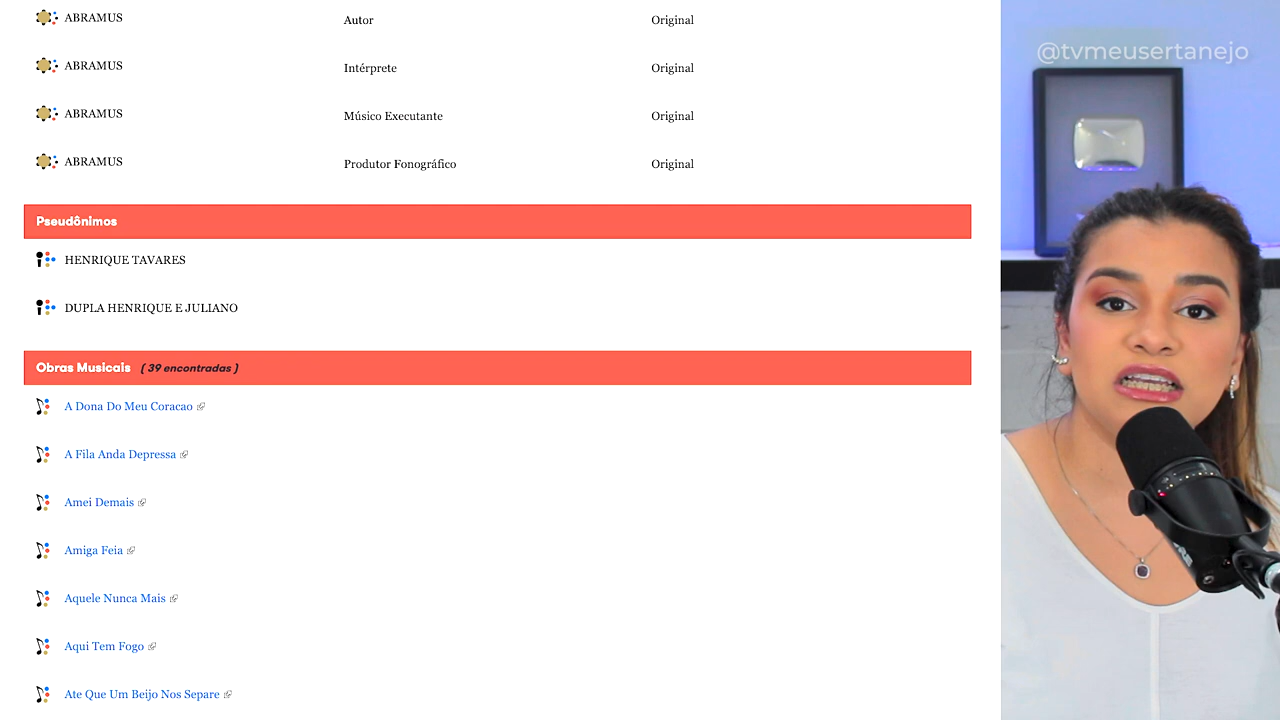 ABRAMUS Autor Original
ABRAMUS Intérprete Original
ABRAMUS Músico Executante Original
ABRAMUS Produtor Fonográfico Original
Pseudônimos
HENRIQUE TAVARES
DUPLA HENRIQUE E JULIANO
Obras Musicais ( 39 encontradas )
A Dona Do Meu Coracao
A Fila Anda Depressa
Amei Demais
Amiga Feia
Aquele Nunca Mais
Aqui Tem Fogo
Ate Que Um Beijo Nos Separe
@tvmeusertanejo